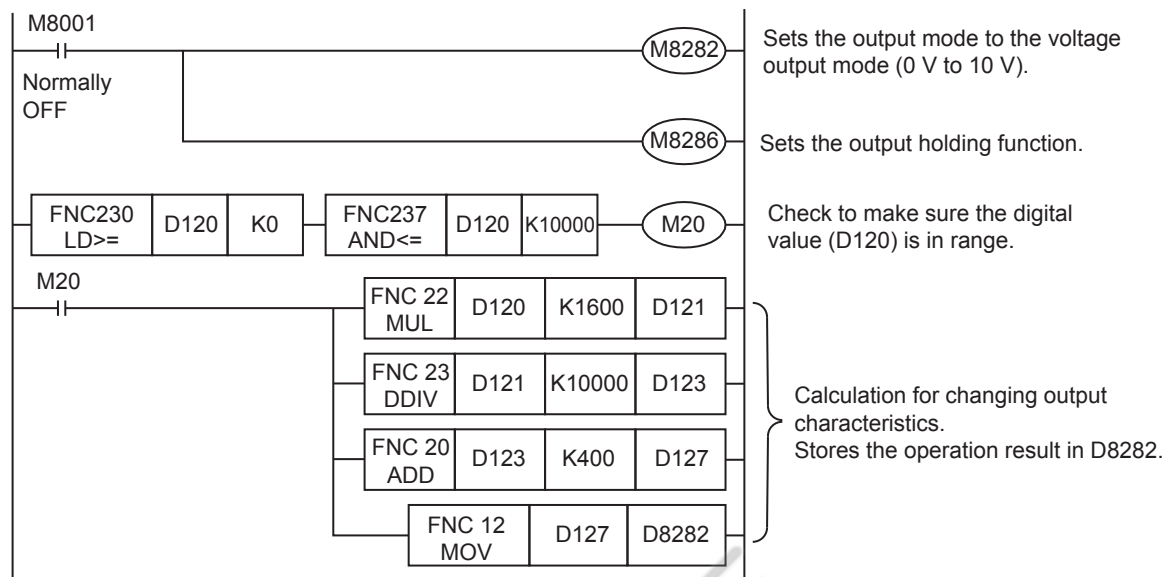 M8001
Normally
OFF
M8282
Sets the output mode to the voltage
output mode (0 V to 10 V).
M8286
Sets the output holding function.
FNC230
LD>=
D120
K0
FNC237
AND<=
D120
K10000
M20
Check to make sure the digital
value (D120) is in range.
M20
FNC 22
MUL
D120
K1600
D121
FNC 23
DDIV
D121
K10000
D123
FNC 20
ADD
D123
K400
D127
FNC 12
MOV
D127
D8282
Calculation for changing output
characteristics.
Stores the operation result in D8282.